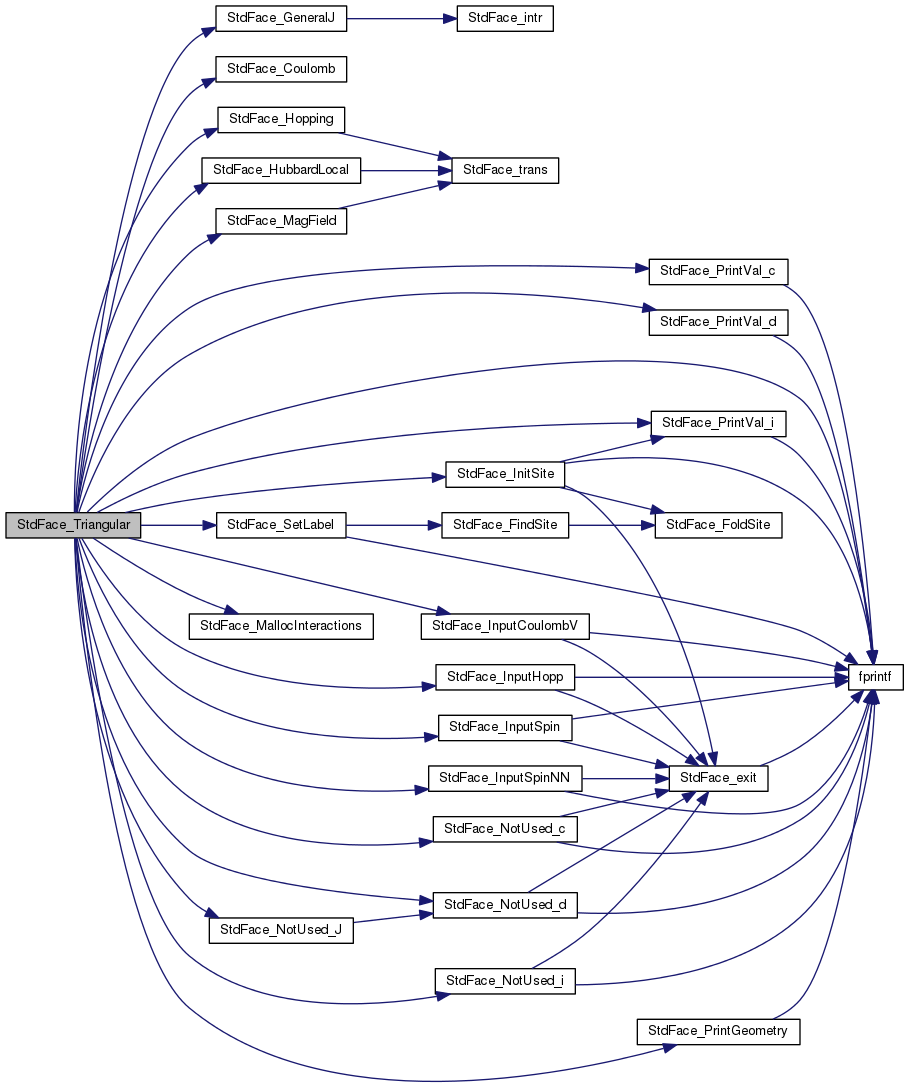 StdFace_GeneralJ
StdFace_intr
StdFace_Coulomb
StdFace_Hopping
StdFace_HubbardLocal
StdFace_trans
StdFace_MagField
StdFace_PrintVal_c
StdFace_PrintVal_d
StdFace_PrintVal_i
StdFace_InitSite
StdFace_Triangular
StdFace_SetLabel
StdFace_FindSite
StdFace_FoldSite
StdFace_MallocInteractions
StdFace_InputCoulombV
StdFace_InputHopp
fprintf
StdFace_InputSpin
StdFace_InputSpinNN
StdFace_exit
StdFace_NotUsed_c
StdFace_NotUsed_d
StdFace_NotUsed_J
StdFace_NotUsed_i
StdFace_PrintGeometry